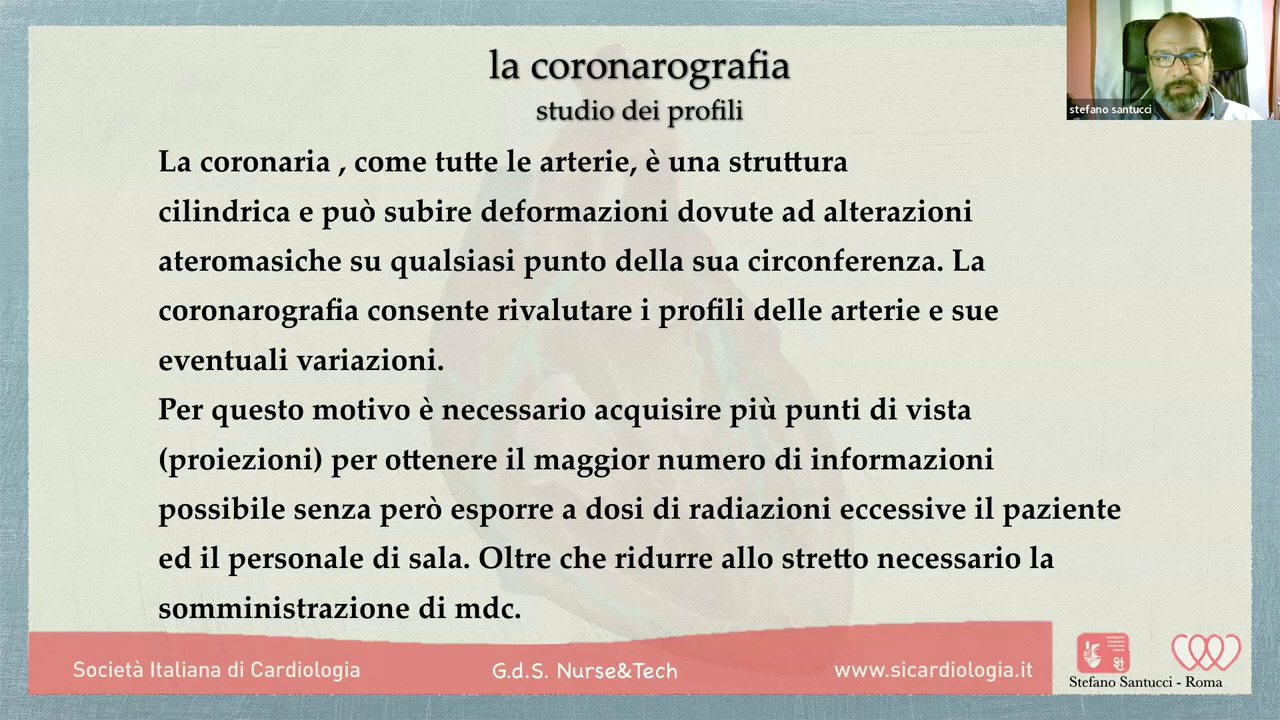 la coronarografia
studio dei profili
stefano santucci
La coronaria , come tutte le arterie, è una struttura
cilindrica e può subire deformazioni dovute ad alterazioni
ateromasiche su qualsiasi punto della sua circonferenza. La
coronarografia consente rivalutare i profili delle arterie e sue
eventuali variazioni.
Per questo motivo è necessario acquisire più punti di vista
(proiezioni) per ottenere il maggior numero di informazioni
possibile senza però esporre a dosi di radiazioni eccessive il paziente
ed il personale di sala. Oltre che ridurre allo stretto necessario la
somministrazione di mdc.
Società Italiana di Cardiologia
G.d.S. Nurse&Tech
www.sicardiologia.it
Stefano Santucci - Roma